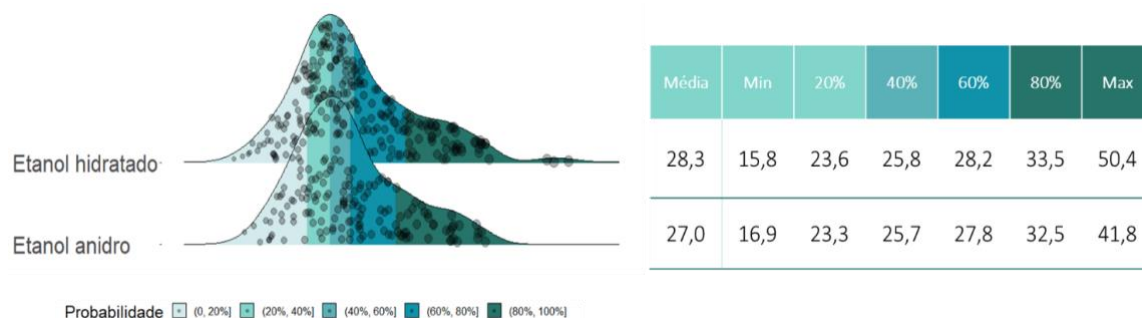 Etanol hidratado
Etanol anidro
Probabilidade (0, 20%] (20%, 40%] (40%, 60%] (60%, 80%] (80%, 100%]
Média Min 20% 40% 60% 80% Max
28,3 15,8 23,6 25,8 28,2 33,5 50,4
27,0 16,9 23,3 25,7 27,8 32,5 41,8